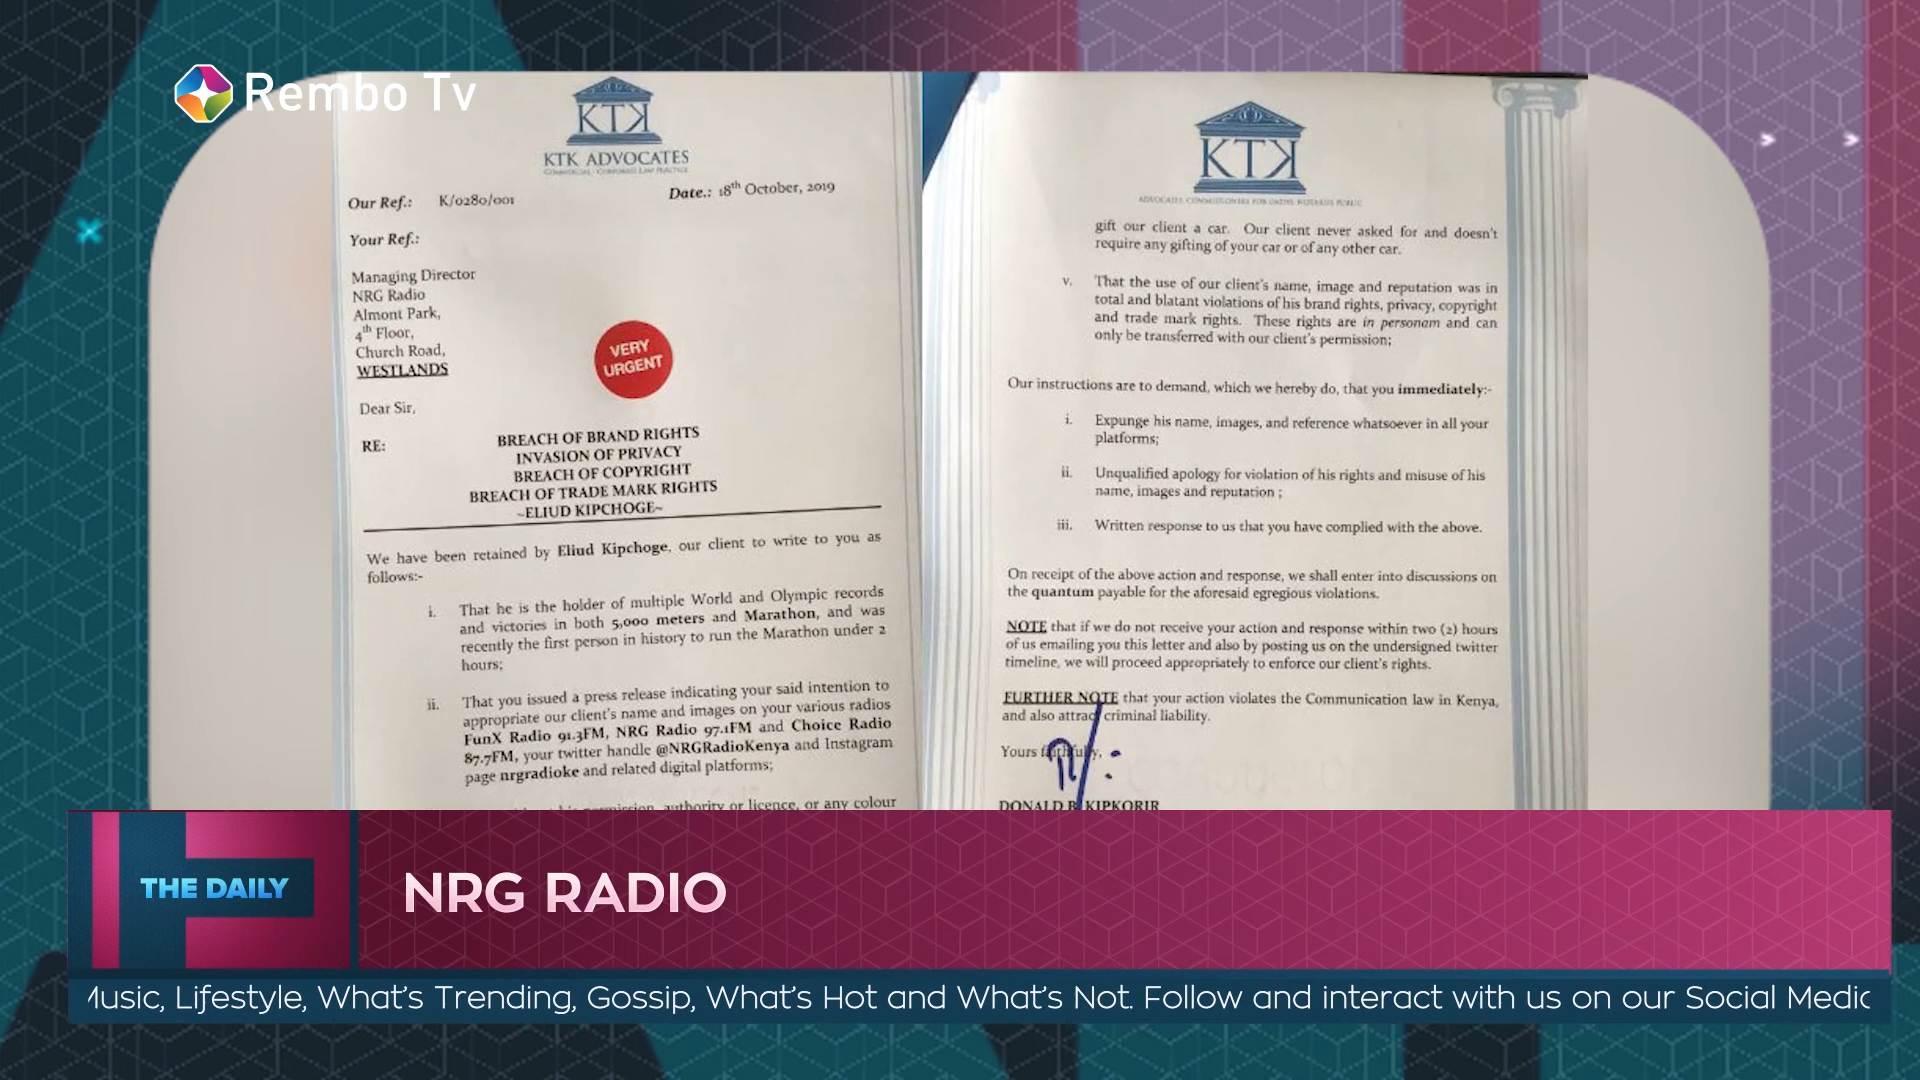 Rembo Tv
KTK
KTK ADVOCATES
COMMERCIAL / CORPORATE LAW PRACTICE
Our Ref.: K/0280/001
Date.: 18th October, 2019
Your Ref.:
Managing Director
NRG Radio
Almont Park,
4th Floor,
Church Road,
WESTLANDS
VERY
URGENT
Dear Sir,
RE:
BREACH OF BRAND RIGHTS
INVASION OF PRIVACY
BREACH OF COPYRIGHT
BREACH OF TRADE MARK RIGHTS
~ELIUD KIPCHOGE~
We have been retained by Eliud Kipchoge, our client to write to you as
follows:-
i. That he is the holder of multiple World and Olympic records
and victories in both 5,000 meters and Marathon, and was
recently the first person in history to run the Marathon under 2
hours;
ii. That you issued a press release indicating your said intention to
appropriate our client's name and images on your various radios
FunX Radio 91.3FM, NRG Radio 97.1FM and Choice Radio
87.7FM, your twitter handle @NRGRadioKenya and Instagram
page nrgradioke and related digital platforms;
permission, authority or licence, or any colour
KTK
ADVOCATES COMMISSIONERS FOR OATHS NOTARIES PUBLIC
gift our client a car. Our client never asked for and doesn't
require any gifting of your car or of any other car.
v. That the use of our client's name, image and reputation was in
total and blatant violations of his brand rights, privacy, copyright
and trade mark rights. These rights are in personam and can
only be transferred with our client's permission;
Our instructions are to demand, which we hereby do, that you immediately:-
i. Expunge his name, images, and reference whatsoever in all your
platforms;
ii. Unqualified apology for violation of his rights and misuse of his
name, images and reputation ;
iii. Written response to us that you have complied with the above.
On receipt of the above action and response, we shall enter into discussions on
the quantum payable for the aforesaid egregious violations.
NOTE that if we do not receive your action and response within two (2) hours
of us emailing you this letter and also by posting us on the undersigned twitter
timeline, we will proceed appropriately to enforce our client's rights.
FURTHER NOTE that your action violates the Communication law in Kenya,
and also attract criminal liability.
Yours faithfully,
DONALD B. KIPKORIR
THE DAILY
NRG RADIO
Music, Lifestyle, What's Trending, Gossip, What's Hot and What's Not. Follow and interact with us on our Social Medic